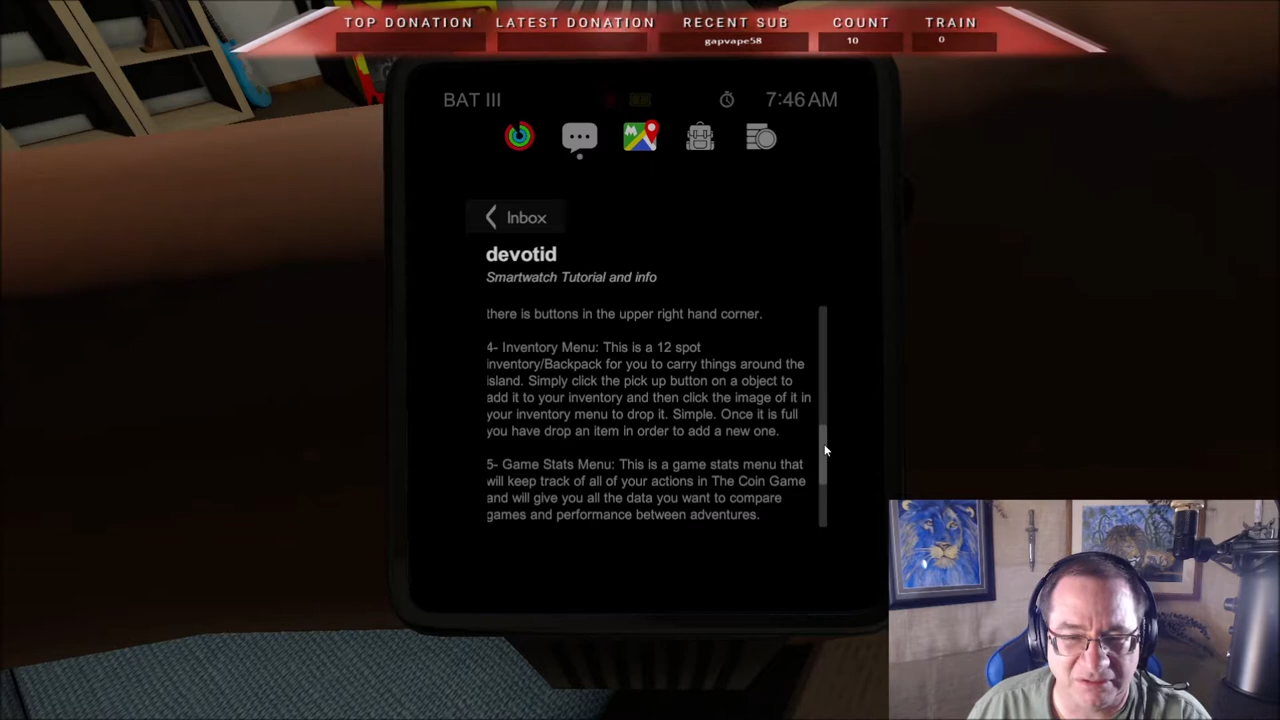 TOP DONATION LATEST DONATION RECENT SUB COUNT TRAIN
gapvape58 10 0
BAT III 7:46 AM
Inbox
devotid
Smartwatch Tutorial and info
there is buttons in the upper right hand corner.
4- Inventory Menu: This is a 12 spot
inventory/Backpack for you to carry things around the
island. Simply click the pick up button on a object to
add it to your inventory and then click the image of it in
your inventory menu to drop it. Simple. Once it is full
you have drop an item in order to add a new one.
5- Game Stats Menu: This is a game stats menu that
will keep track of all of your actions in The Coin Game
and will give you all the data you want to compare
games and performance between adventures.